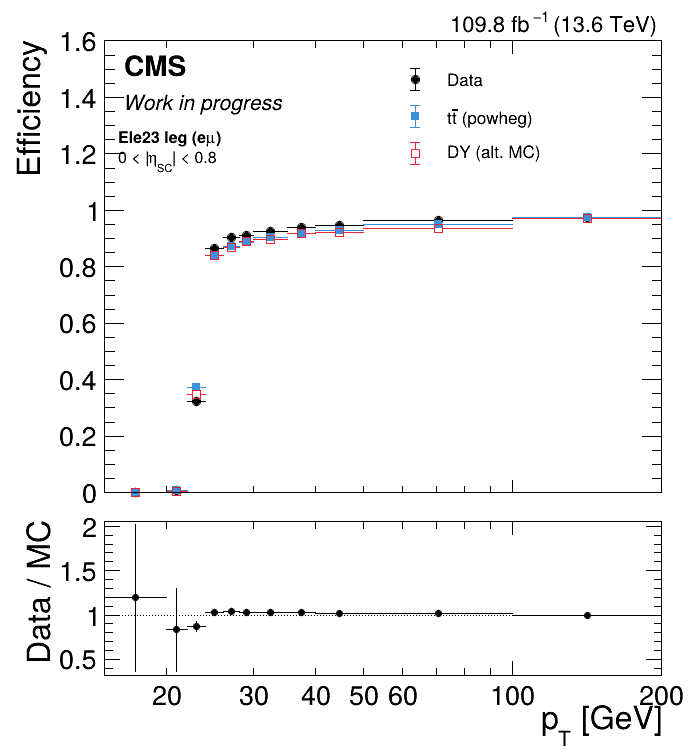 109.8 fb⁻¹ (13.6 TeV)
CMS
Work in progress
Ele23 leg (eμ)
0 < |η_SC| < 0.8
Data
tt̄ (powheg)
DY (alt. MC)
Efficiency
1.6
1.4
1.2
1
0.8
0.6
0.4
0.2
0
Data / MC
2
1.5
1
0.5
20 30 40 50 60 100 200
p_T [GeV]